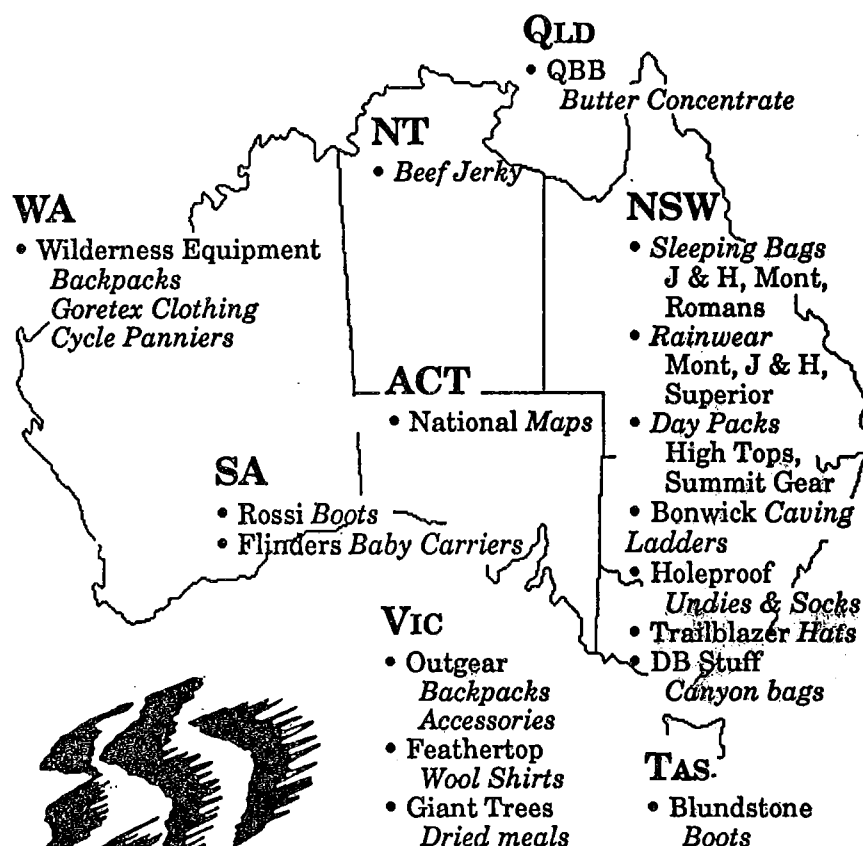 QLD
• QBB
Butter Concentrate
NT
• Beef Jerky
WA
• Wilderness Equipment
Backpacks
Goretex Clothing
Cycle Panniers
NSW
• Sleeping Bags
J & H, Mont,
Romans
• Rainwear
Mont, J & H,
Superior
• Day Packs
High Tops,
Summit Gear
• Bonwick Caving
Ladders
• Holeproof
Undies & Socks
• Trailblazer Hats
• DB Stuff
Canyon bags
ACT
• National Maps
SA
• Rossi Boots
• Flinders Baby Carriers
VIC
• Outgear
Backpacks
Accessories
• Feathertop
Wool Shirts
• Giant Trees
Dried meals
TAS.
• Blundstone
Boots